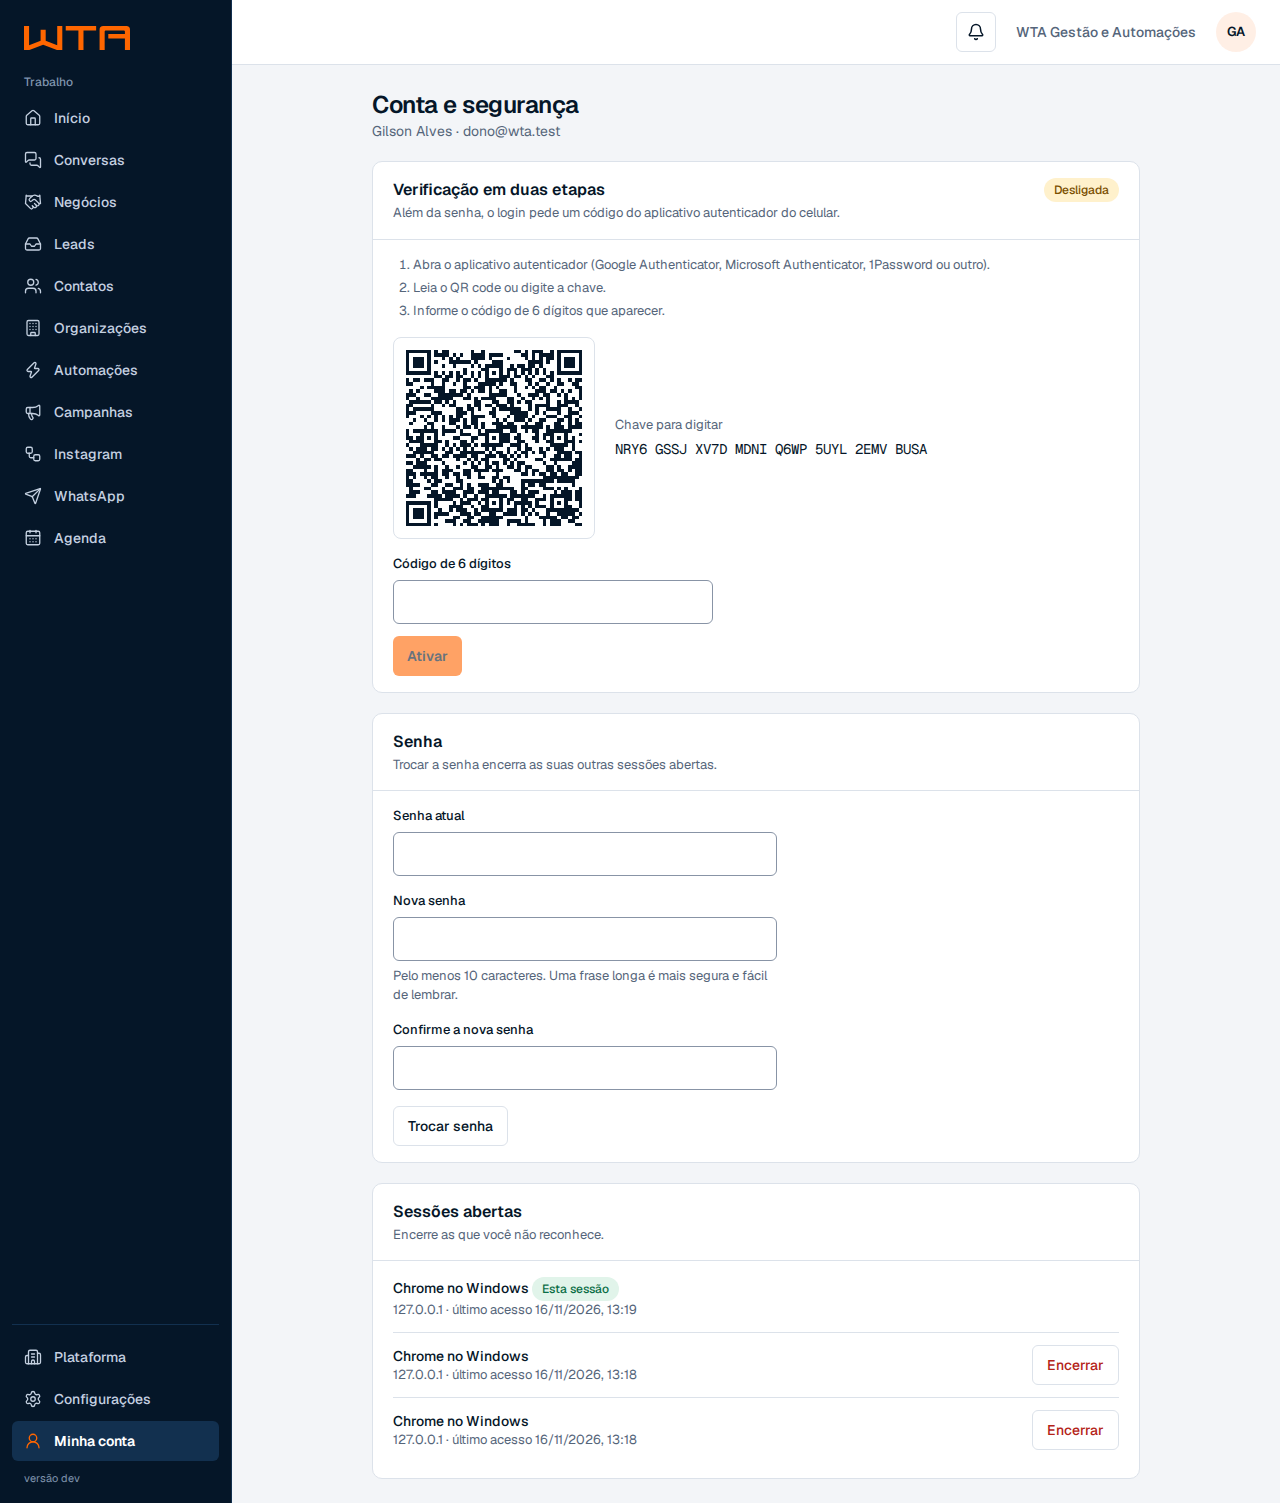 WTA
WTA Gestão e Automações
GA
Trabalho
Início
Conversas
Negócios
Leads
Contatos
Organizações
Automações
Campanhas
Instagram
WhatsApp
Agenda
Plataforma
Configurações
Minha conta
versão dev
Conta e segurança
Gilson Alves · dono@wta.test
Verificação em duas etapas
Desligada
Além da senha, o login pede um código do aplicativo autenticador do celular.
1. Abra o aplicativo autenticador (Google Authenticator, Microsoft Authenticator, 1Password ou outro).
2. Leia o QR code ou digite a chave.
3. Informe o código de 6 dígitos que aparecer.
Chave para digitar
NRY6 GSSJ XV7D MDNI Q6WP 5UYL 2EMV BUSA
Código de 6 dígitos
Ativar
Senha
Trocar a senha encerra as suas outras sessões abertas.
Senha atual
Nova senha
Pelo menos 10 caracteres. Uma frase longa é mais segura e fácil
de lembrar.
Confirme a nova senha
Trocar senha
Sessões abertas
Encerre as que você não reconhece.
Chrome no Windows Esta sessão
127.0.0.1 · último acesso 16/11/2026, 13:19
Chrome no Windows
127.0.0.1 · último acesso 16/11/2026, 13:18
Encerrar
Chrome no Windows
127.0.0.1 · último acesso 16/11/2026, 13:18
Encerrar